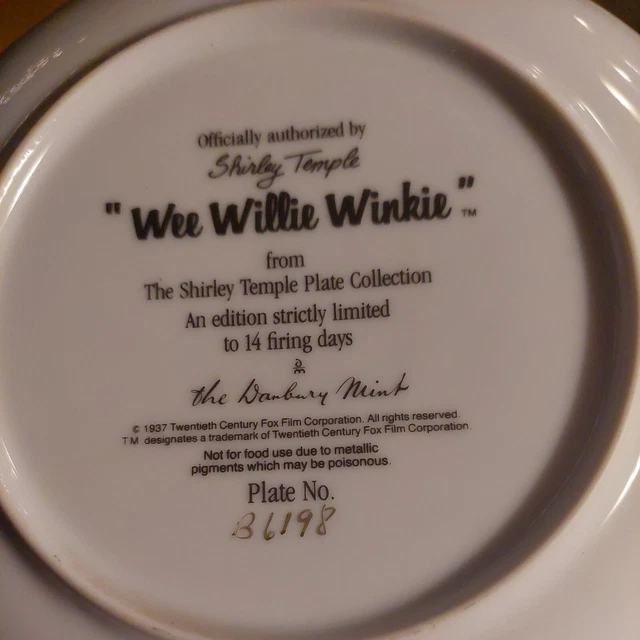 Officially authorized by
Shirley Temple
"Wee Willie Winkie"™
from
The Shirley Temple Plate Collection
An edition strictly limited
to 14 firing days
DM
the Danbury Mint
© 1937 Twentieth Century Fox Film Corporation. All rights reserved.
TM designates a trademark of Twentieth Century Fox Film Corporation.
Not for food use due to metallic
pigments which may be poisonous.
Plate No.
B6198